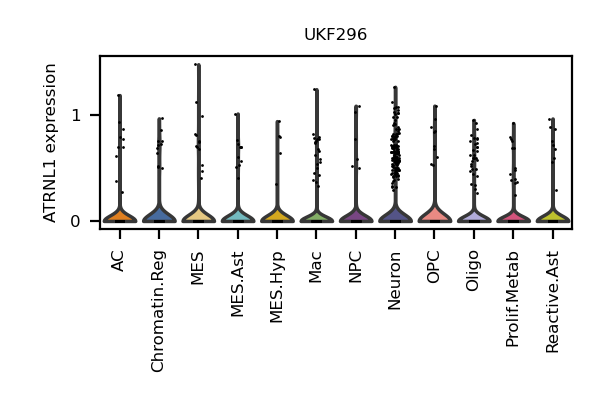 UKF296
ATRNL1 expression
1
0
AC
Chromatin.Reg
MES
MES.Ast
MES.Hyp
Mac
NPC
Neuron
OPC
Oligo
Prolif.Metab
Reactive.Ast